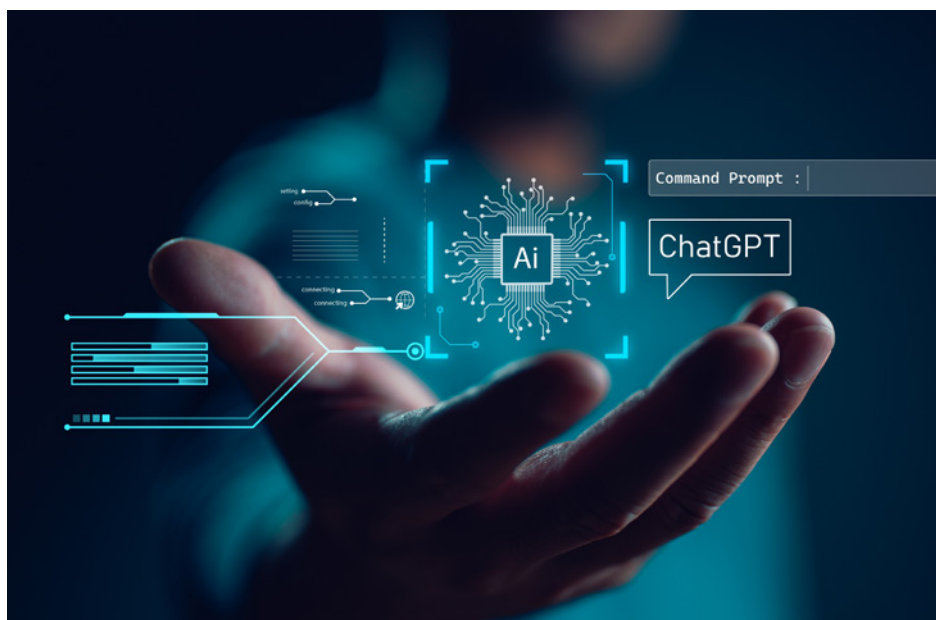 Command Prompt :
setting
config
Ai
ChatGPT
connecting
connecting